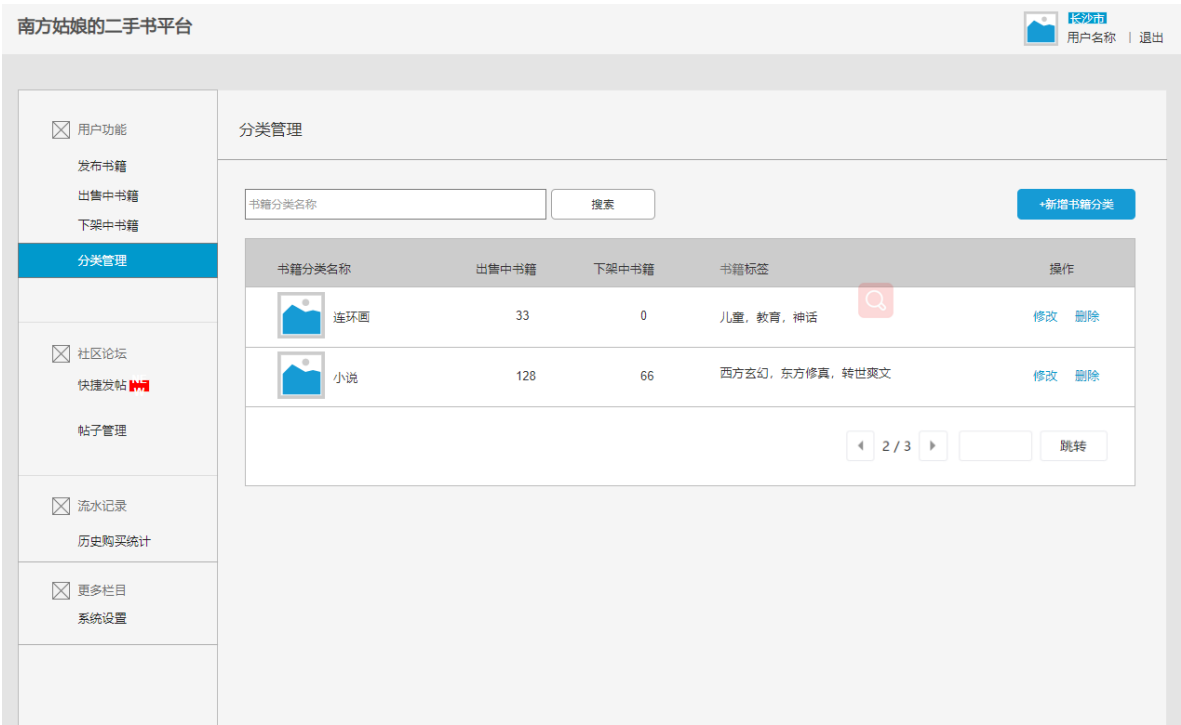 南方姑娘的二手书平台
长沙市
用户名称 | 退出
用户功能
发布书籍
出售中书籍
下架中书籍
分类管理
社区论坛
快捷发帖
帖子管理
流水记录
历史购买统计
更多栏目
系统设置
分类管理
书籍分类名称 搜索 +新增书籍分类
书籍分类名称 出售中书籍 下架中书籍 书籍标签 操作
连环画 33 0 儿童，教育，神话 修改 删除
小说 128 66 西方玄幻，东方修真，转世爽文 修改 删除
2 / 3 跳转